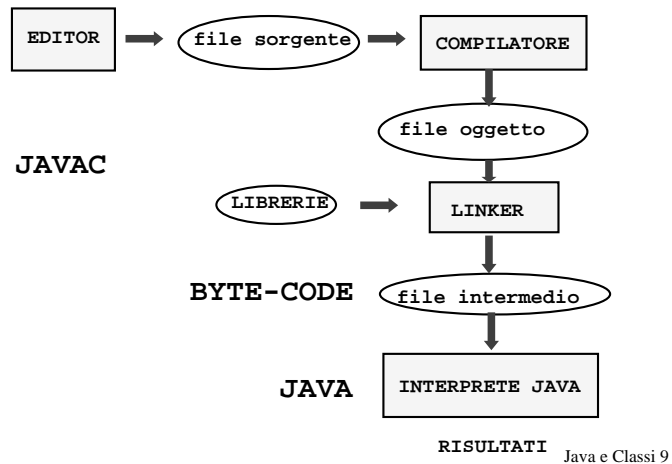 EDITOR
file sorgente
COMPILATORE
file oggetto
JAVAC
LIBRERIE
LINKER
BYTE-CODE
file intermedio
JAVA
INTERPRETE JAVA
RISULTATI
Java e Classi 9